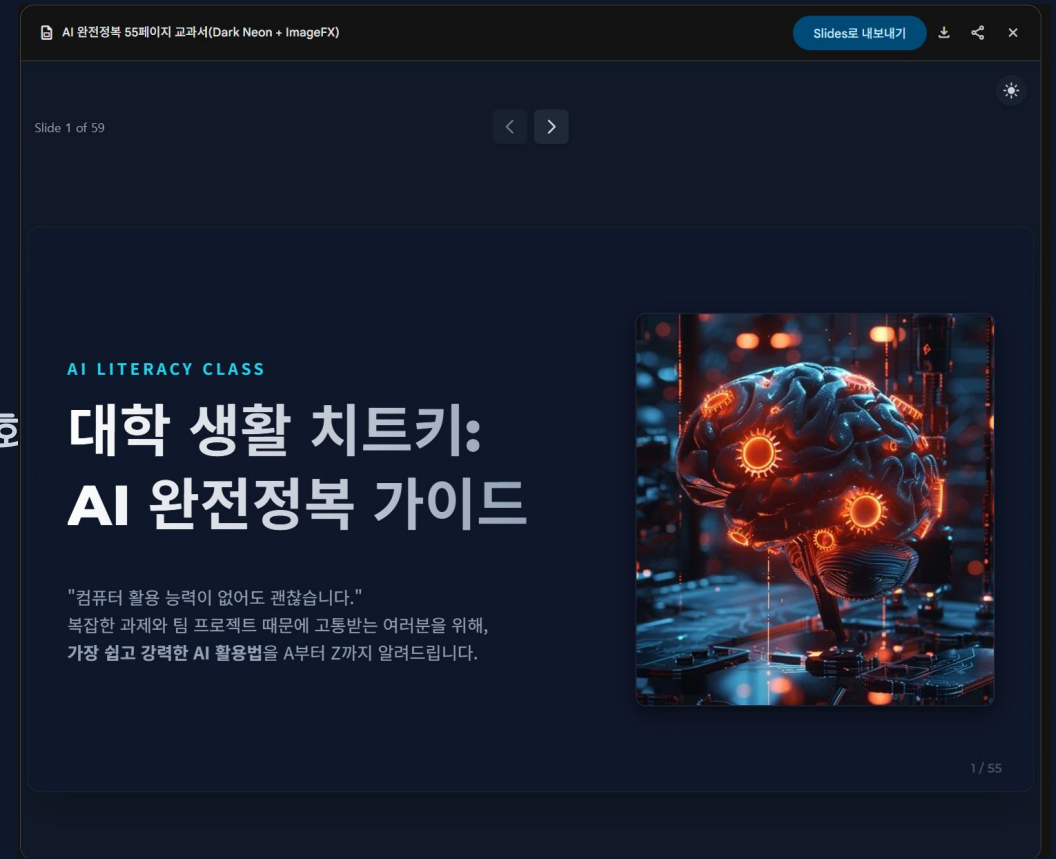 AI 완전정복 55페이지 교과서(Dark Neon + ImageFX)
Slides로 내보내기
Slide 1 of 59
AI LITERACY CLASS
대학 생활 치트키:
AI 완전정복 가이드
"컴퓨터 활용 능력이 없어도 괜찮습니다."
복잡한 과제와 팀 프로젝트 때문에 고통받는 여러분을 위해,
가장 쉽고 강력한 AI 활용법을 A부터 Z까지 알려드립니다.
1 / 55